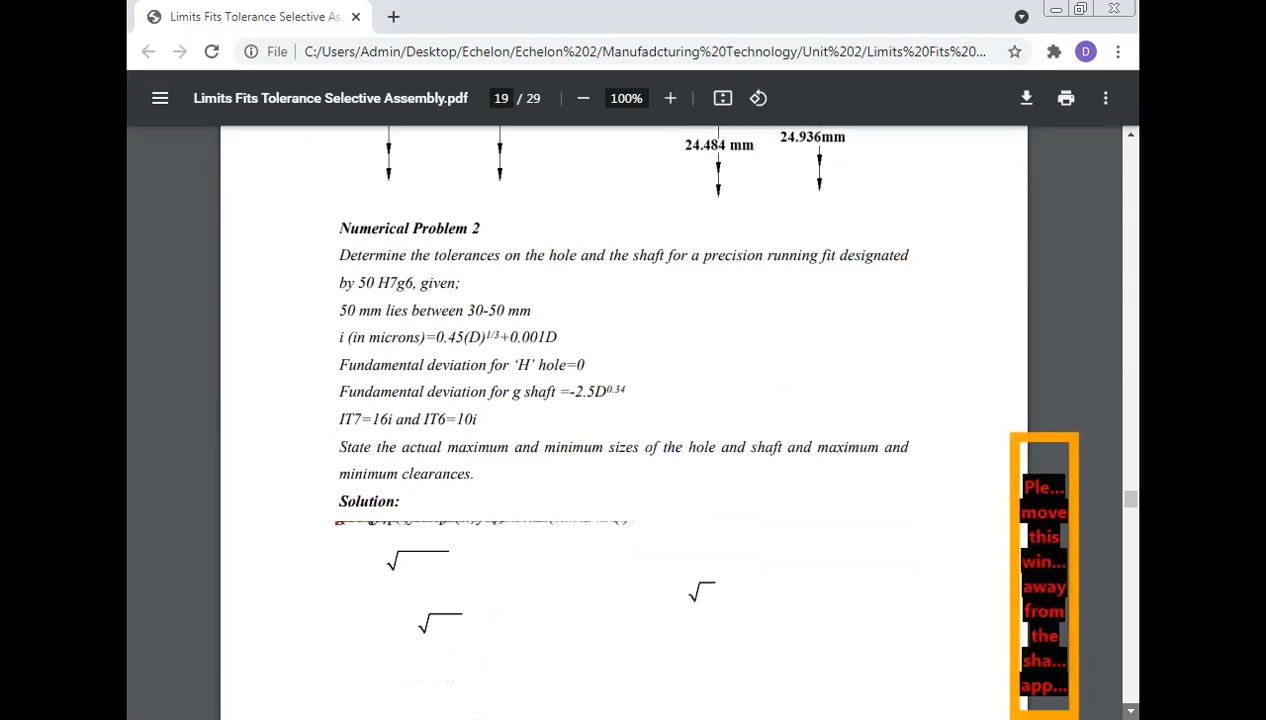 Limits Fits Tolerance Selective As
File C:/Users/Admin/Desktop/Echelon/Echelon%202/Manufadcturing%20Technology/Unit%202/Limits%20Fits%20... D
Limits Fits Tolerance Selective Assembly.pdf 19 / 29 100%
24.484 mm 24.936mm
Numerical Problem 2
Determine the tolerances on the hole and the shaft for a precision running fit designated
by 50 H7g6, given;
50 mm lies between 30-50 mm
i (in microns)=0.45(D)^1/3+0.001D
Fundamental deviation for ‘H’ hole=0
Fundamental deviation for g shaft =-2.5D^0.34
IT7=16i and IT6=10i
State the actual maximum and minimum sizes of the hole and shaft and maximum and
minimum clearances.
Solution:
√
√
√
Ple...
move
this
win...
away
from
the
sha...
app...